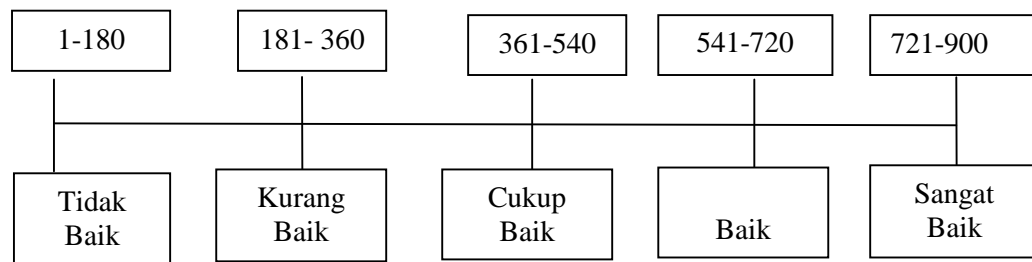 1-180
181- 360
361-540
541-720
721-900
Tidak
Baik
Kurang
Baik
Cukup
Baik
Baik
Sangat
Baik